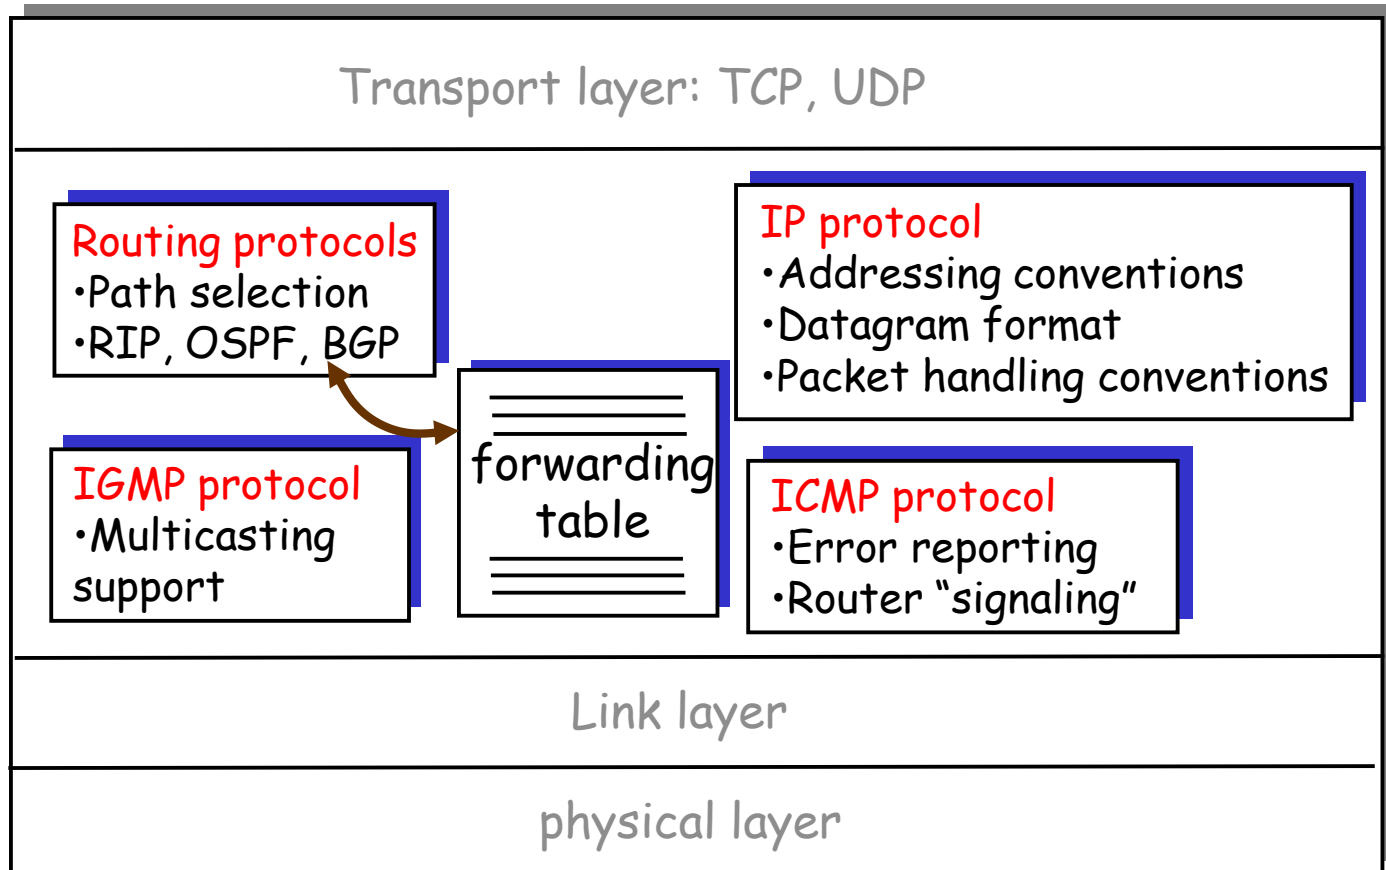 Transport layer: TCP, UDP
Routing protocols
•Path selection
•RIP, OSPF, BGP
IP protocol
•Addressing conventions
•Datagram format
•Packet handling conventions
forwarding
table
IGMP protocol
•Multicasting
support
ICMP protocol
•Error reporting
•Router “signaling”
Link layer
physical layer